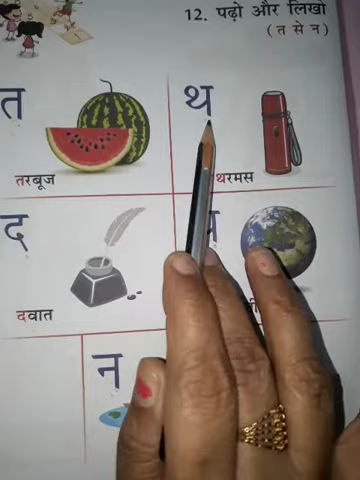 12. पढ़ो और लिखो
( त से न )
त
थ
तरबूज
थरमस
द
दवात
न